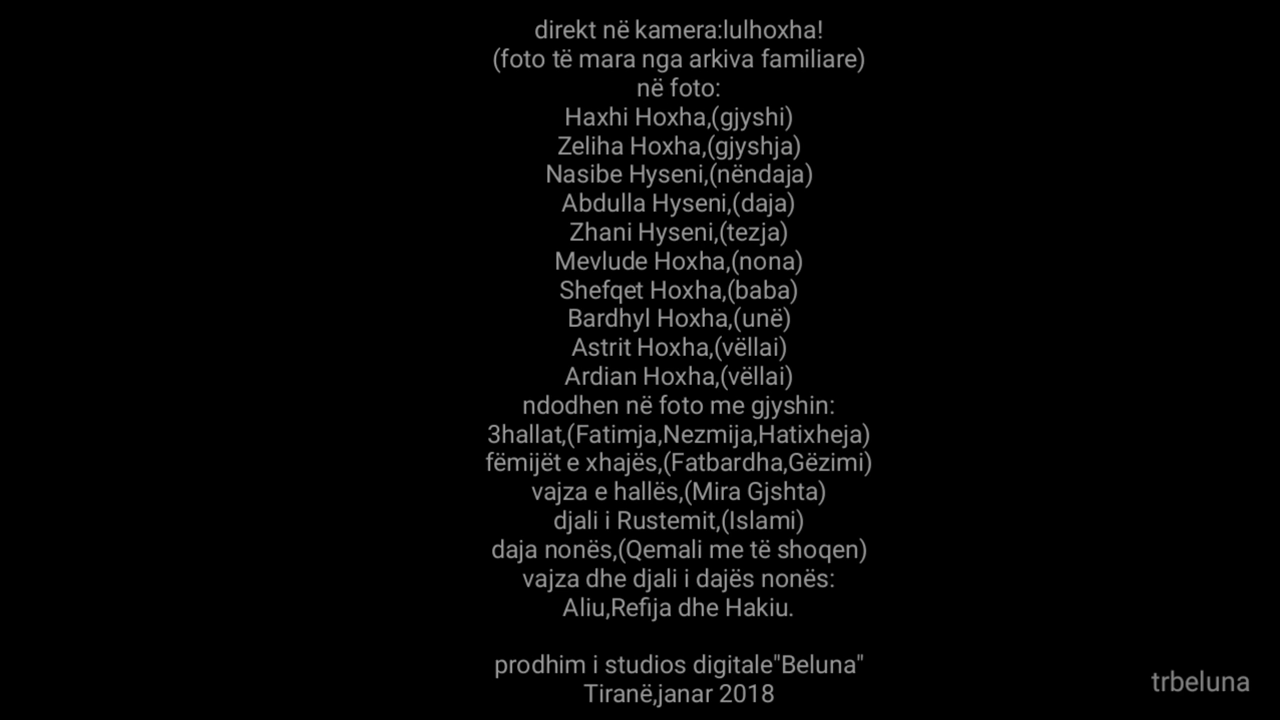 direkt në kamera:lulhoxha!
(foto të mara nga arkiva familiare)
në foto:
Haxhi Hoxha,(gjyshi)
Zeliha Hoxha,(gjyshja)
Nasibe Hyseni,(nëndaja)
Abdulla Hyseni,(daja)
Zhani Hyseni,(tezja)
Mevlude Hoxha,(nona)
Shefqet Hoxha,(baba)
Bardhyl Hoxha,(unë)
Astrit Hoxha,(vëllai)
Ardian Hoxha,(vëllai)
ndodhen në foto me gjyshin:
3hallat,(Fatimja,Nezmija,Hatixheja)
fëmijët e xhajës,(Fatbardha,Gëzimi)
vajza e hallës,(Mira Gjshta)
djali i Rustemit,(Islami)
daja nonës,(Qemali me të shoqen)
vajza dhe djali i dajës nonës:
Aliu,Refija dhe Hakiu.
prodhim i studios digitale"Beluna"
Tiranë,janar 2018
trbeluna